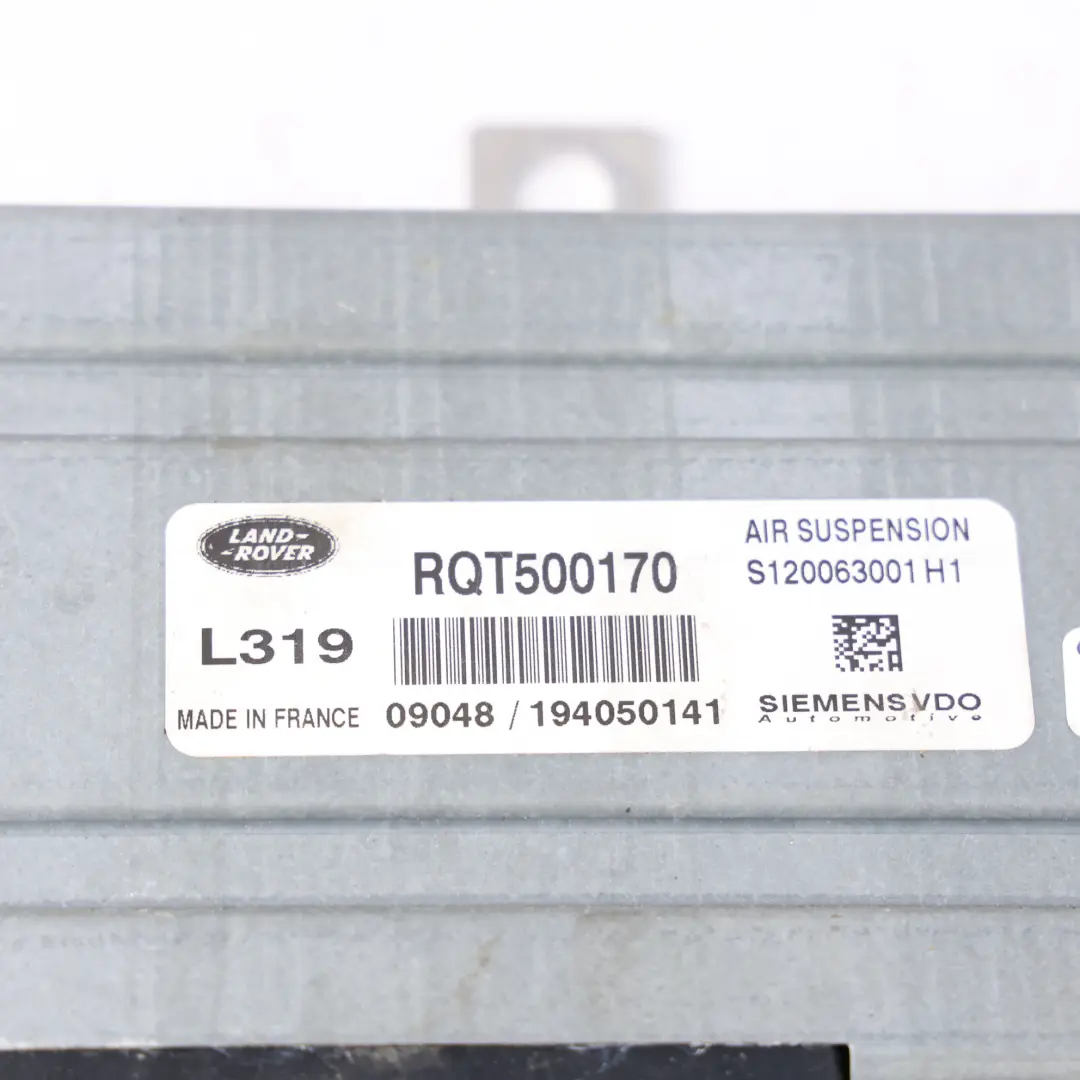 LAND-
-ROVER
RQT500170
AIR SUSPENSION
S120063001 H1
L319
MADE IN FRANCE
09048 / 194050141
SIEMENS VDO
Automotive